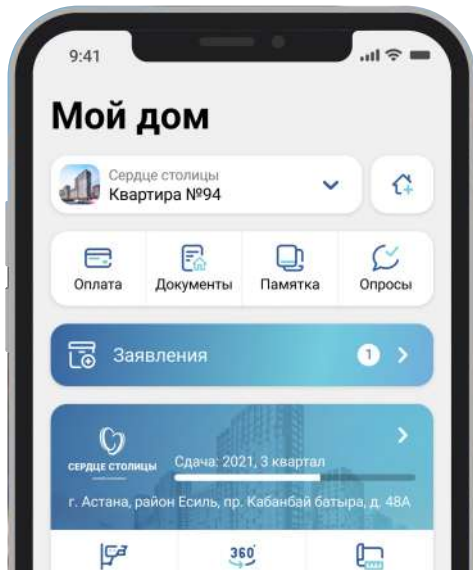 9:41
Мой дом
Сердце столицы
Квартира №94
Оплата Документы Памятка Опросы
Заявления 1
СЕРДЦЕ СТОЛИЦЫ
Сдача: 2021, 3 квартал
г. Астана, район Есиль, пр. Кабанбай батыра, д. 48А
360°